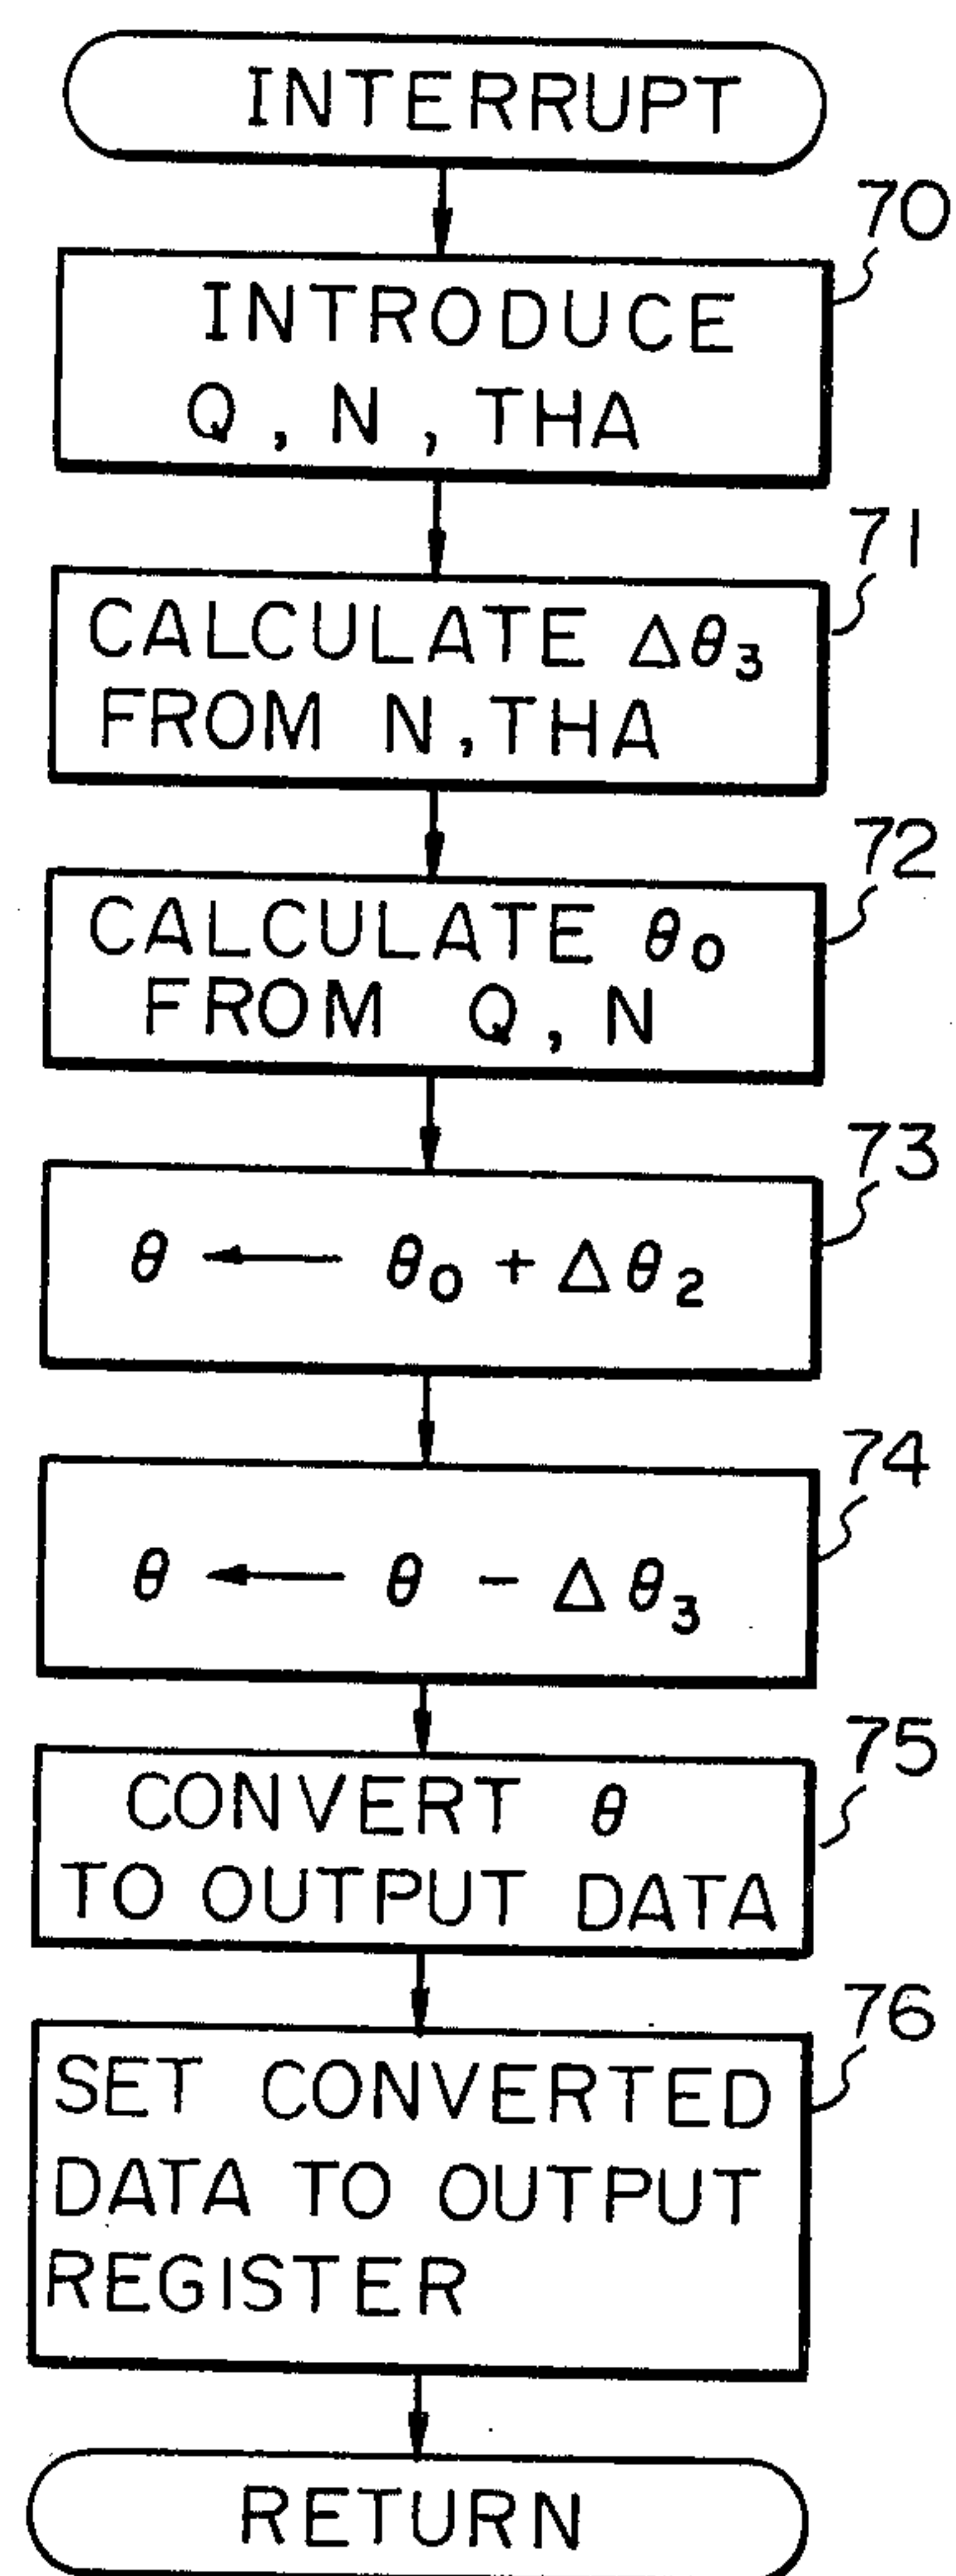 INTERRUPT
70
INTRODUCE
Q, N, THA
71
CALCULATE Δθ₃
FROM N, THA
72
CALCULATE θ₀
FROM Q, N
73
θ ← θ₀ + Δθ₂
74
θ ← θ - Δθ₃
75
CONVERT θ
TO OUTPUT DATA
76
SET CONVERTED
DATA TO OUTPUT
REGISTER
RETURN